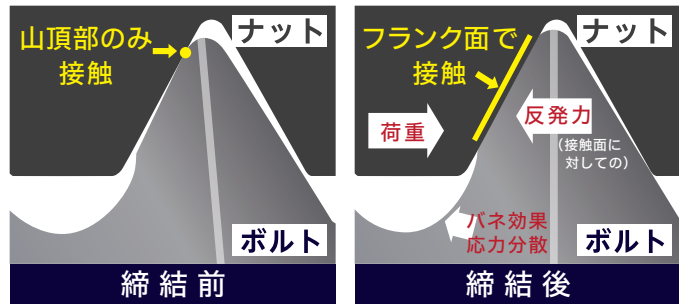 ナット
山頂部のみ
接触
ボルト
締結前
ナット
フランク面で
接触
荷重
反発力
(接触面に
対しての)
バネ効果
応力分散
ボルト
締結後